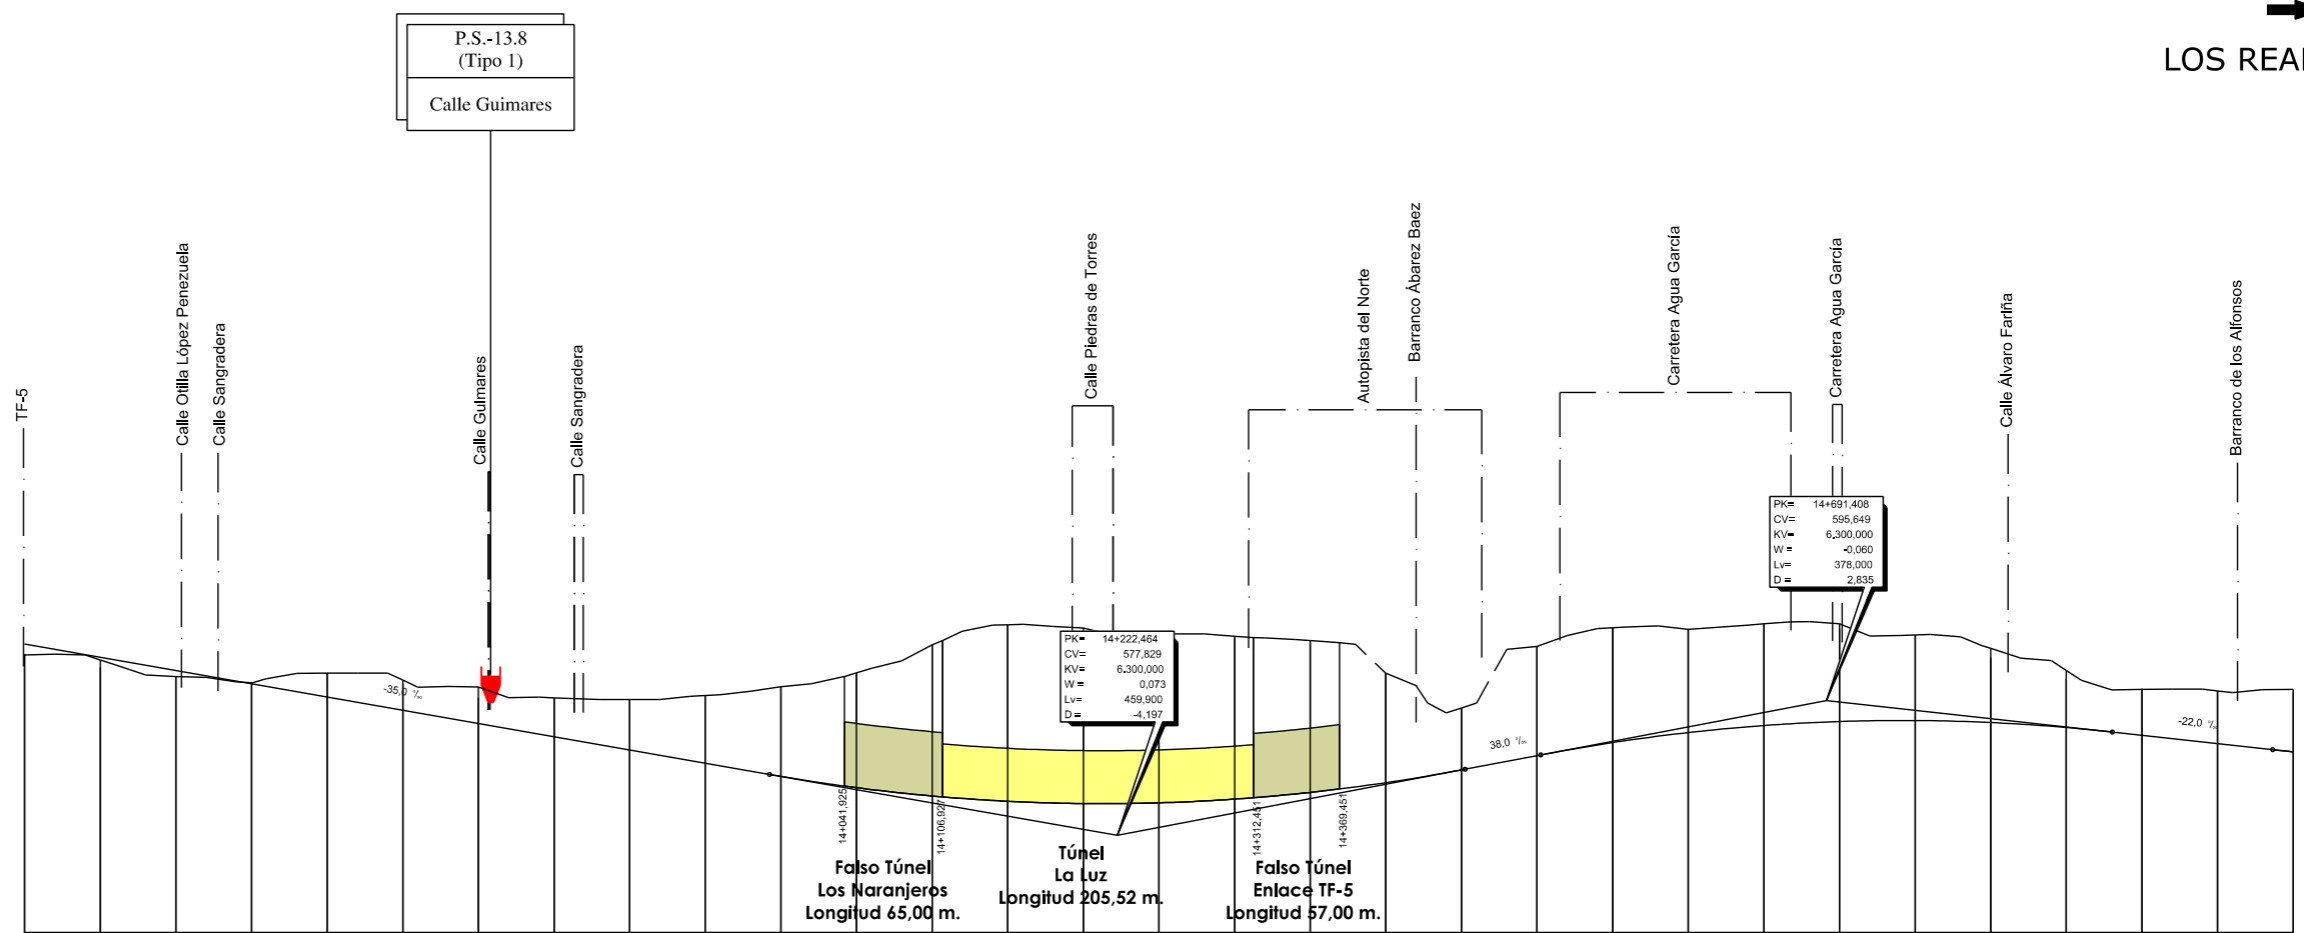 P.S.-13.8
(Tipo 1)
Calle Guimares
LOS REAL
TF-5
Calle Otilia López Penezuela
Calle Sangradera
Calle Guimares
Calle Sangradera
Calle Piedras de Torres
Autopista del Norte
Barranco Ábarez Baez
Carretera Agua García
Carretera Agua García
Calle Álvaro Fariña
Barranco de los Alfonsos
PK= 14+691,408
CV= 595,649
KV= 6.300,000
W = -0,060
Lv= 378,000
D = 2,835
PK= 14+222,464
CV= 577,829
KV= 6.300,000
W = 0,073
Lv= 459,900
D = -4,197
-35,0 ‰
38,0 ‰
-22,0 ‰
14+041,925
14+106,927
14+312,451
14+369,451
Falso Túnel
Los Naranjeros
Longitud 65,00 m.
Túnel
La Luz
Longitud 205,52 m.
Falso Túnel
Enlace TF-5
Longitud 57,00 m.